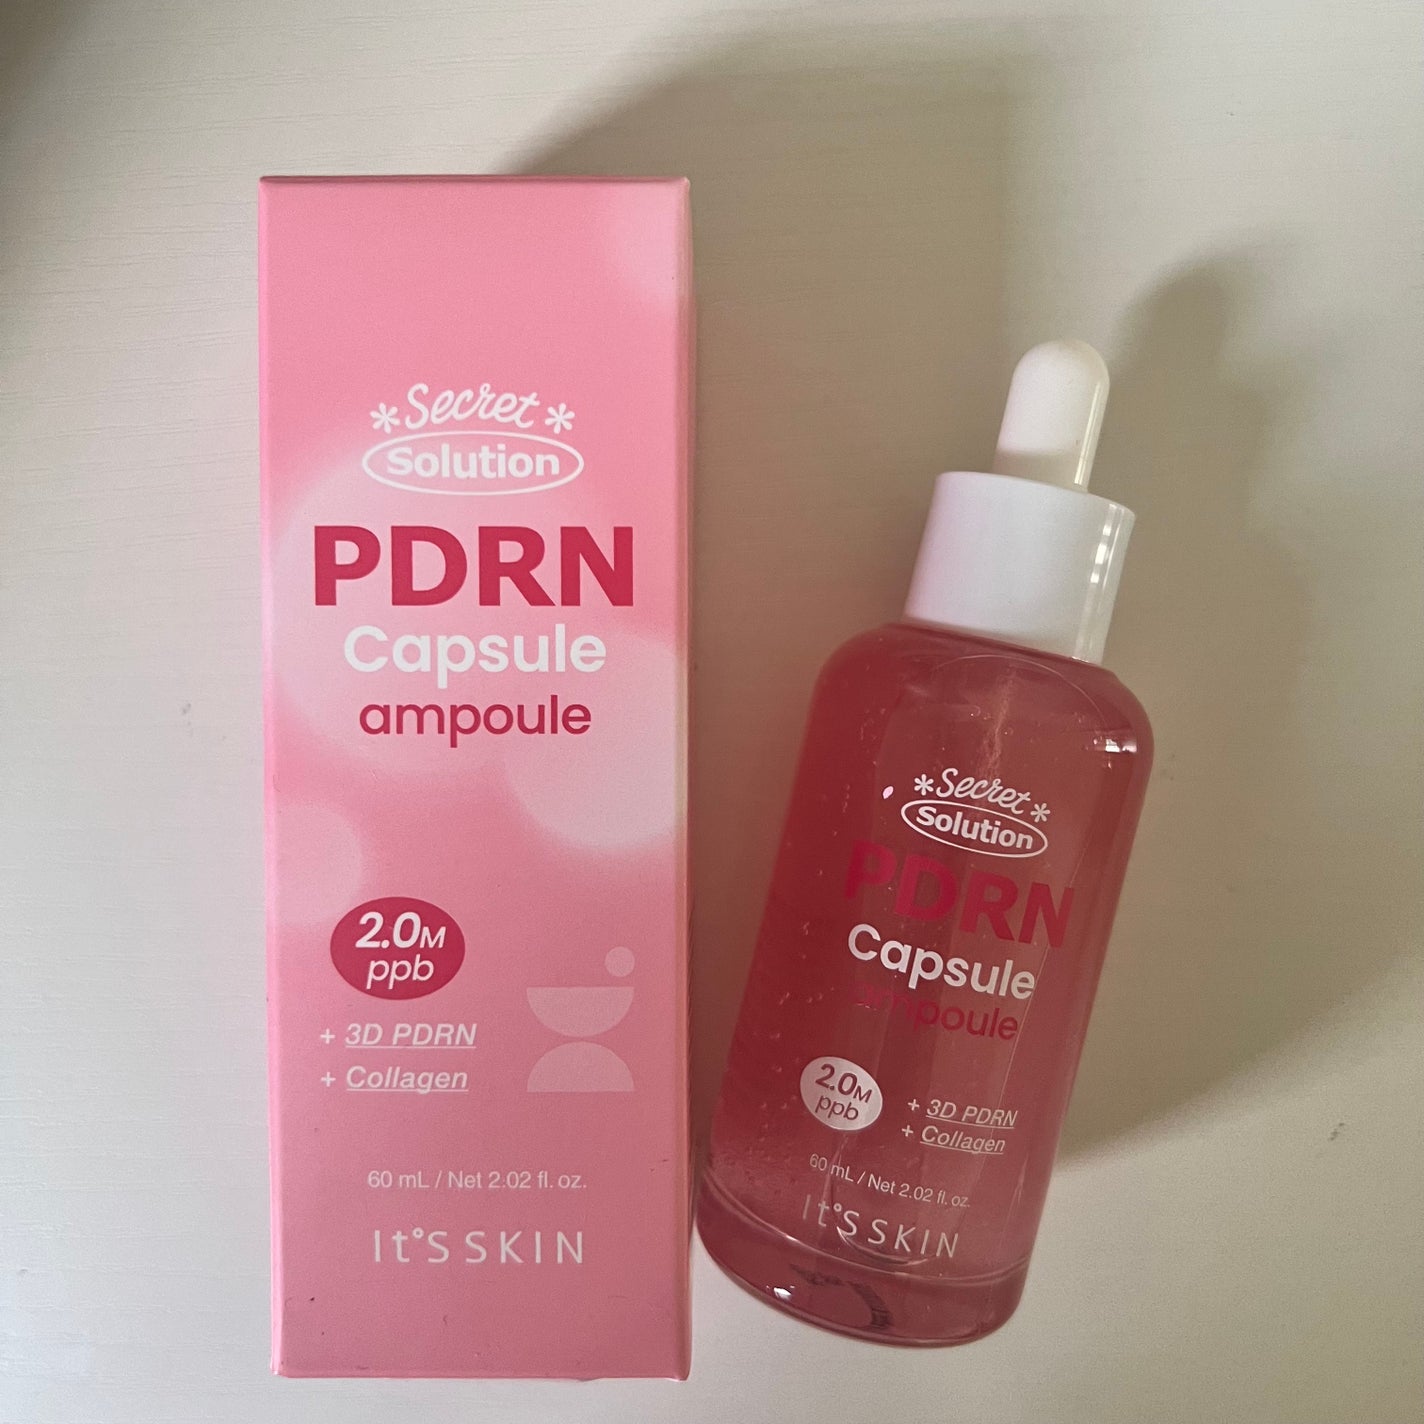 *Secret*
Solution
PDRN
Capsule
ampoule
2.0M
ppb
+ 3D PDRN
+ Collagen
60 mL / Net 2.02 fl. oz.
It'S SKIN
*Secret*
Solution
PDRN
Capsule
ampoule
2.0M
ppb
+ 3D PDRN
+ Collagen
60 mL / Net 2.02 fl. oz.
It'S SKIN